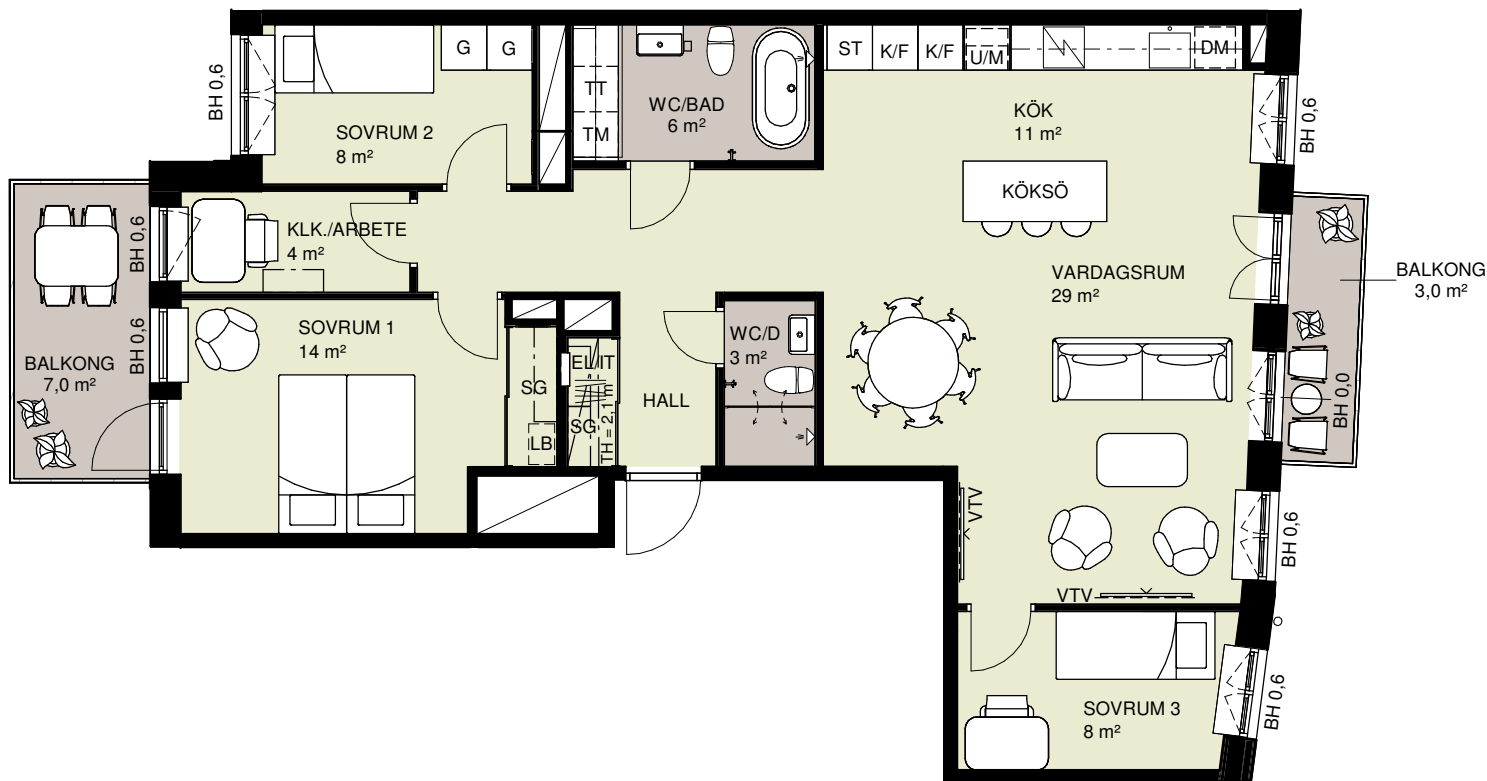 G
G
ST
K/F
K/F
U/M
DM
BH 0,6
TT
TM
WC/BAD
6 m²
KÖK
11 m²
BH 0,6
SOVRUM 2
8 m²
KÖKSÖ
KLK./ARBETE
4 m²
BH 0,6
VARDAGSRUM
29 m²
BALKONG
3,0 m²
SOVRUM 1
14 m²
BH 0,6
WC/D
3 m²
BALKONG
7,0 m²
EL/IT
SG
SG
LB
TH = 2,1 m
HALL
BH 0,0
VTV
BH 0,6
VTV
SOVRUM 3
8 m²
BH 0,6